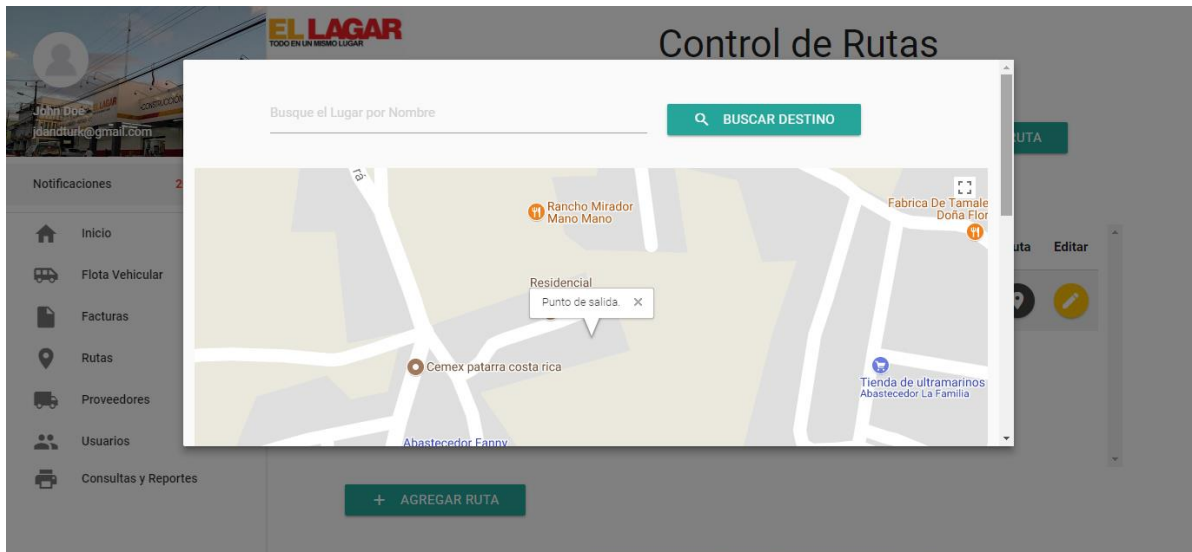 EL LAGAR
TODO EN UN MISMO LUGAR
Control de Rutas
John Doe
jdandturk@gmail.com
Notificaciones 2
Inicio
Flota Vehicular
Facturas
Rutas
Proveedores
Usuarios
Consultas y Reportes
Busque el Lugar por Nombre
BUSCAR DESTINO
RUTA
rá
Rancho Mirador
Mano Mano
Fabrica De Tamale
Doña Flor
Residencial
Punto de salida.
Cemex patarra costa rica
Tienda de ultramarinos
Abastecedor La Familia
Abastecedor Fanny
uta Editar
+ AGREGAR RUTA